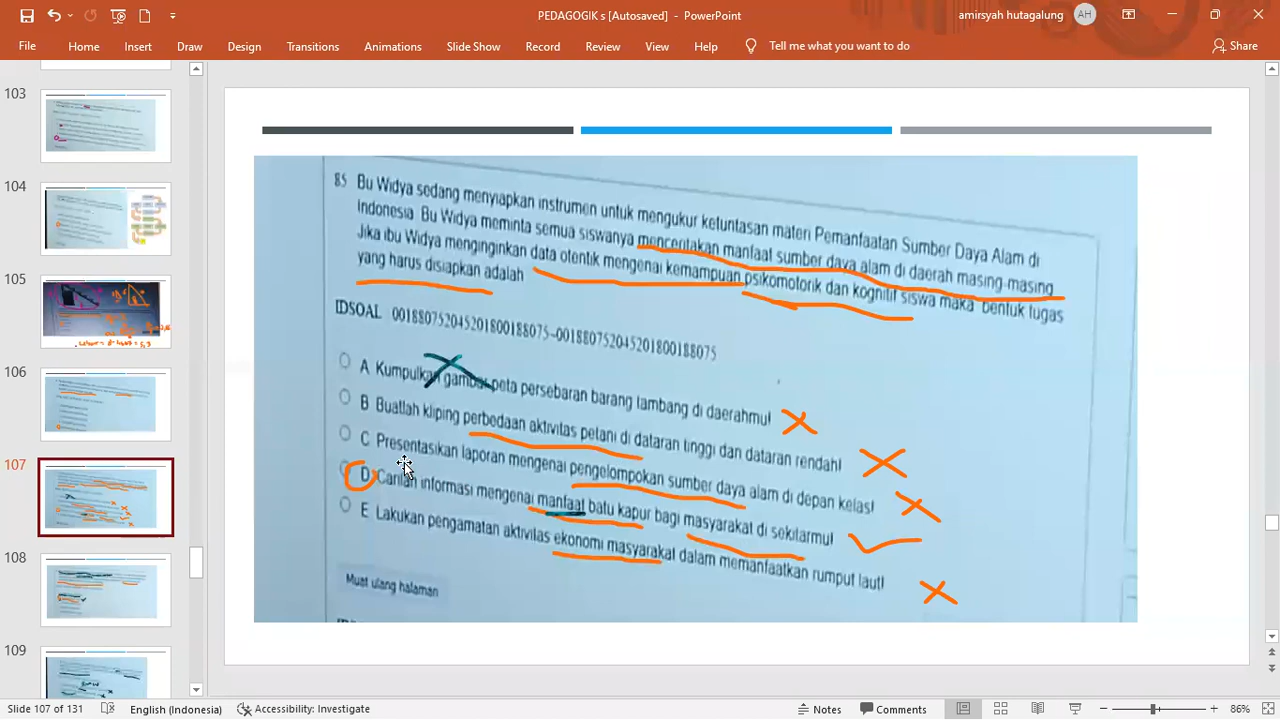 PEDAGOGIK s [Autosaved] - PowerPoint
amirsyah hutagalung
AH
File
Home
Insert
Draw
Design
Transitions
Animations
Slide Show
Record
Review
View
Help
Tell me what you want to do
Share
103
104
105
106
107
108
109
85 Bu Widya sedang menyiapkan instrumen untuk mengukur ketuntasan materi Pemanfaatan Sumber Daya Alam di
Indonesia. Bu Widya meminta semua siswanya menceritakan manfaat sumber daya alam di daerah masing-masing
Jika ibu Widya menginginkan data otentik mengenai kemampuan psikomotorik dan kognitif siswa maka bentuk tugas
yang harus disiapkan adalah
IDSOAL 00188075204520180018​8075~001880752045201800188075
A Kumpulkan gambar peta persebaran barang tambang di daerahmu!
B Buatlah kliping perbedaan aktivitas petani di dataran tinggi dan dataran rendah!
C Presentasikan laporan mengenai pengelompokan sumber daya alam di depan kelas!
D Carilah informasi mengenai manfaat batu kapur bagi masyarakat di sekitarmu!
E Lakukan pengamatan aktivitas ekonomi masyarakat dalam memanfaatkan rumput laut!
Muat ulang halaman
Slide 107 of 131
English (Indonesia)
Accessibility: Investigate
Notes
Comments
86%